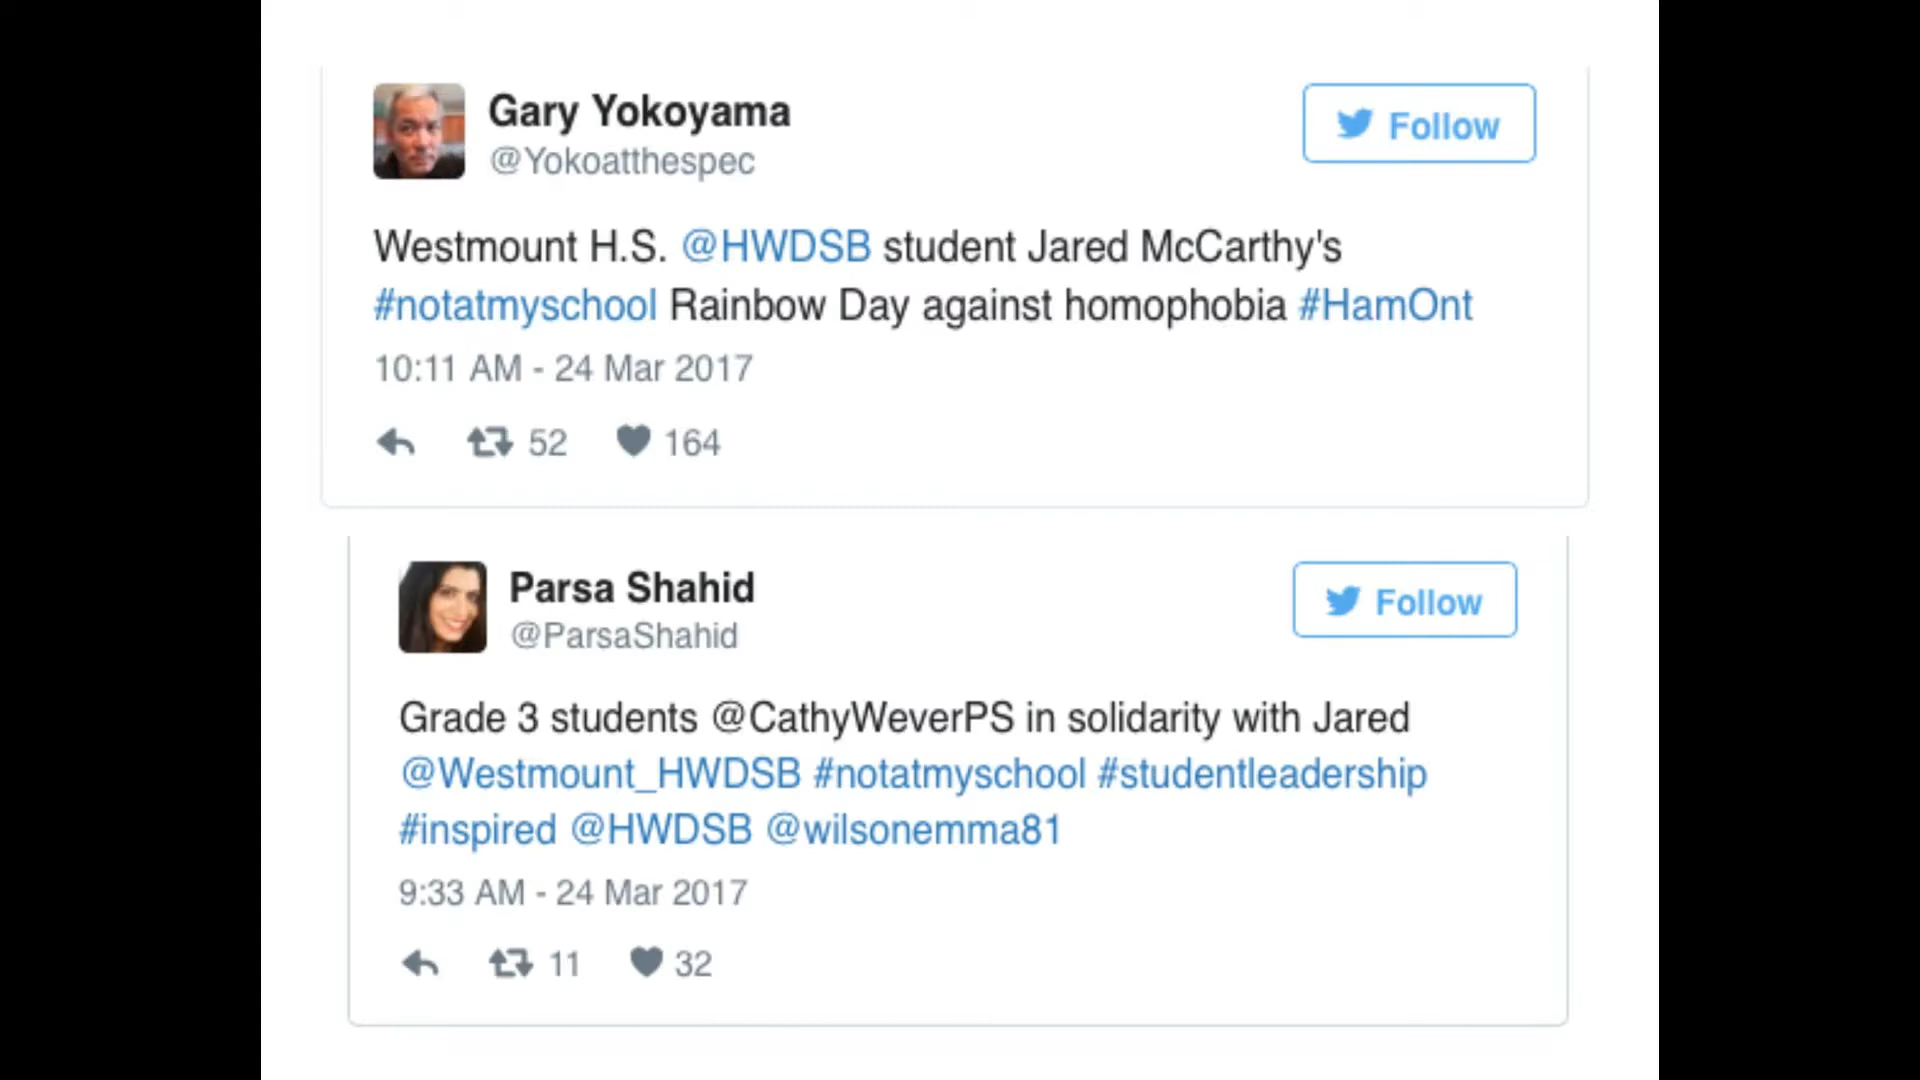 Gary Yokoyama
@Yokoatthespec
Follow
Westmount H.S. @HWDSB student Jared McCarthy's
#notatmyschool Rainbow Day against homophobia #HamOnt
10:11 AM - 24 Mar 2017
52 164
Parsa Shahid
@ParsaShahid
Follow
Grade 3 students @CathyWeverPS in solidarity with Jared
@Westmount_HWDSB #notatmyschool #studentleadership
#inspired @HWDSB @wilsonemma81
9:33 AM - 24 Mar 2017
11 32